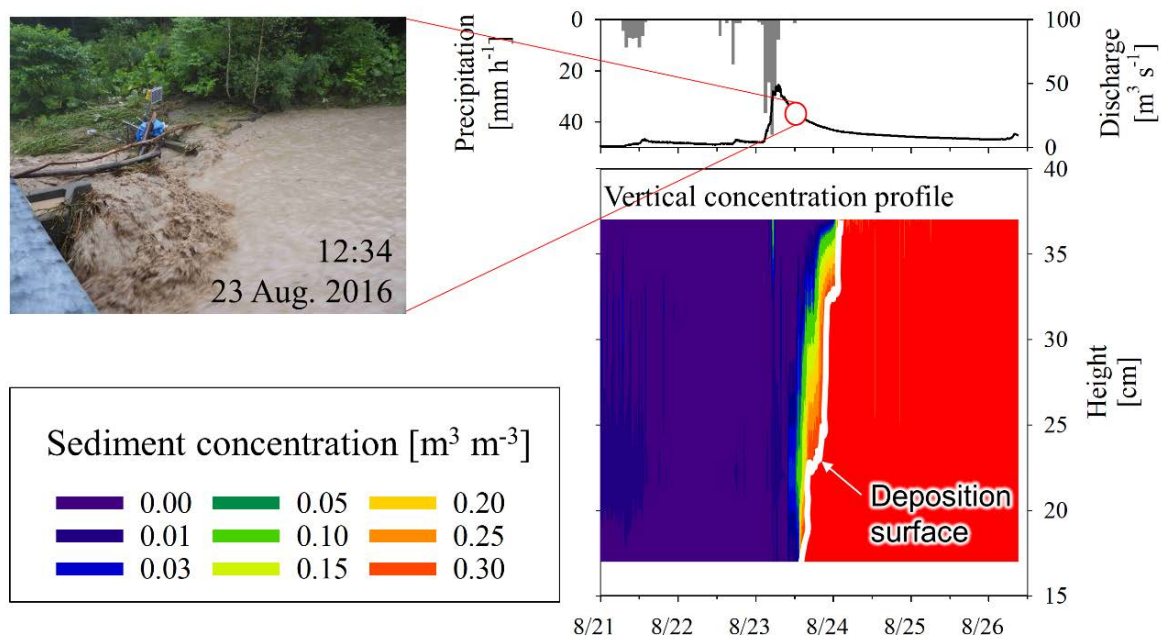 12:34
23 Aug. 2016
Precipitation
[mm h⁻¹]
0
20
40
100
50
0
Discharge
[m³ s⁻¹]
Vertical concentration profile
40
35
30
25
20
15
Height
[cm]
Deposition
surface
8/21 8/22 8/23 8/24 8/25 8/26
Sediment concentration [m³ m⁻³]
0.00 0.05 0.20
0.01 0.10 0.25
0.03 0.15 0.30